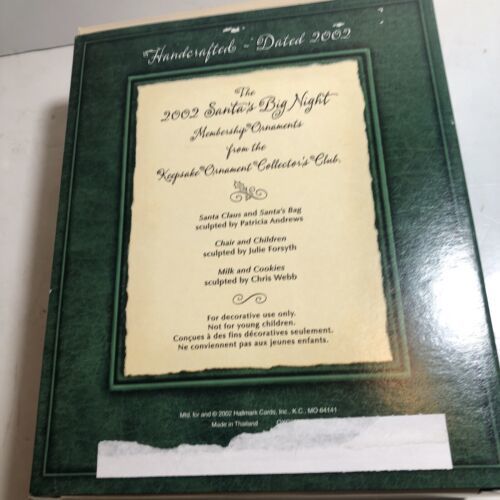 Handcrafted ~ Dated 2002
The
2002 Santa's Big Night
Membership Ornaments
from the
Keepsake Ornament Collector's Club.
Santa Claus and Santa's Bag
sculpted by Patricia Andrews
Chair and Children
sculpted by Julie Forsyth
Milk and Cookies
sculpted by Chris Webb
For decorative use only.
Not for young children.
Conçues à des fins décoratives seulement.
Ne conviennent pas aux jeunes enfants.
Mfd. for and © 2002 Hallmark Cards, Inc., K.C., MO 64141
Made in Thailand